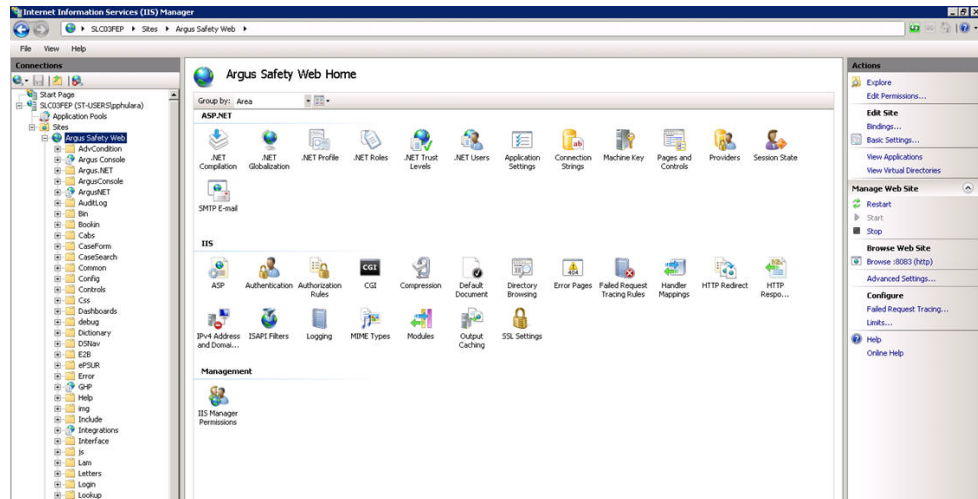 Internet Information Services (IIS) Manager
SLC03FEP ▸ Sites ▸ Argus Safety Web ▸
File View Help
Connections
Start Page
SLC03FEP (ST-USERS\pphulara)
Application Pools
Sites
Argus Safety Web
AdvCondition
Argus Console
Argus.NET
ArgusConsole
ArgusNET
AuditLog
Bin
Bookin
Cabs
CaseForm
CaseSearch
Common
Config
Controls
Css
Dashboards
debug
Dictionary
DSNav
E2B
ePSUR
Error
GHP
Help
img
Include
Integrations
Interface
js
Lam
Letters
Login
Lookup
Argus Safety Web Home
Group by: Area
ASP.NET
.NET Compilation
.NET Globalization
.NET Profile
.NET Roles
.NET Trust Levels
.NET Users
Application Settings
Connection Strings
Machine Key
Pages and Controls
Providers
Session State
SMTP E-mail
IIS
ASP
Authentication
Authorization Rules
CGI
CGI
Compression
Default Document
Directory Browsing
404
Error Pages
Failed Request Tracing Rules
Handler Mappings
HTTP Redirect
HTTP Respo...
IPv4 Address and Domai...
ISAPI Filters
Logging
MIME Types
Modules
Output Caching
SSL Settings
Management
IIS Manager Permissions
Actions
Explore
Edit Permissions...
Edit Site
Bindings...
Basic Settings...
View Applications
View Virtual Directories
Manage Web Site
Restart
Start
Stop
Browse Web Site
Browse :8083 (http)
Advanced Settings...
Configure
Failed Request Tracing...
Limits...
Help
Online Help